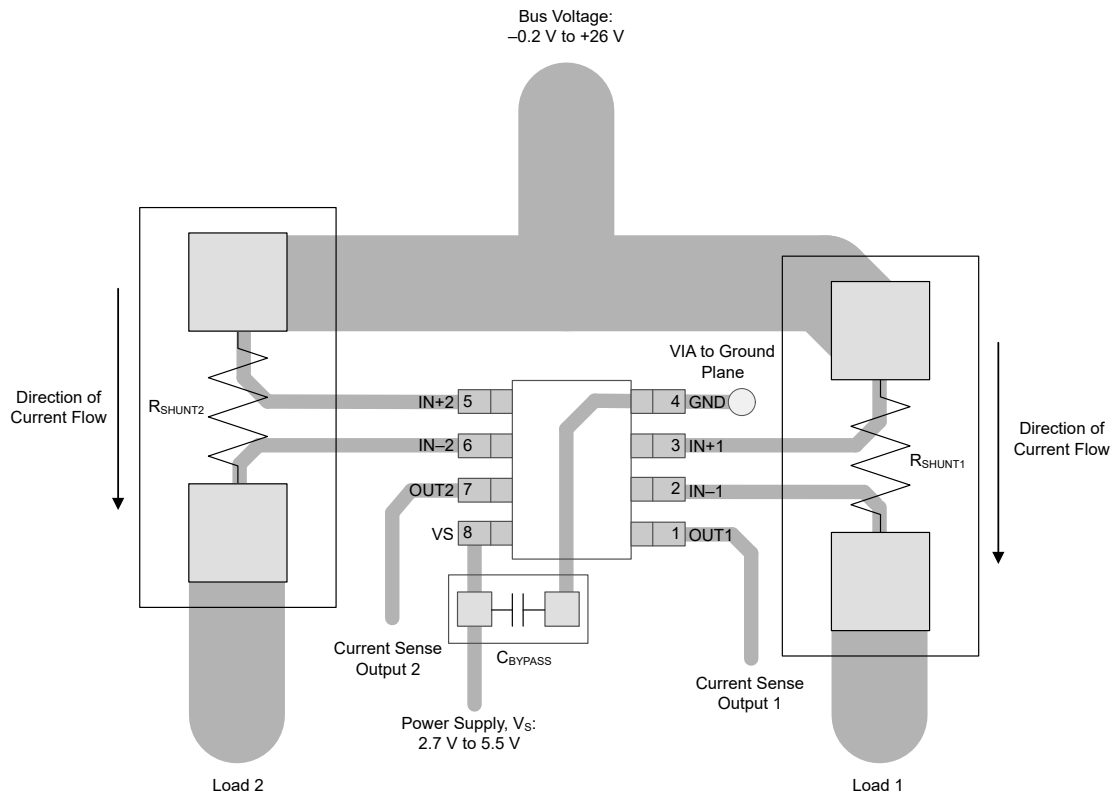 Bus Voltage:
–0.2 V to +26 V
VIA to Ground
Plane
Direction of
Current Flow
RSHUNT2
IN+2 5
4 GND
IN–2 6
3 IN+1
Direction of
Current Flow
RSHUNT1
OUT2 7
2 IN–1
VS 8
1 OUT1
Current Sense
Output 2
CBYPASS
Current Sense
Output 1
Power Supply, VS:
2.7 V to 5.5 V
Load 2
Load 1